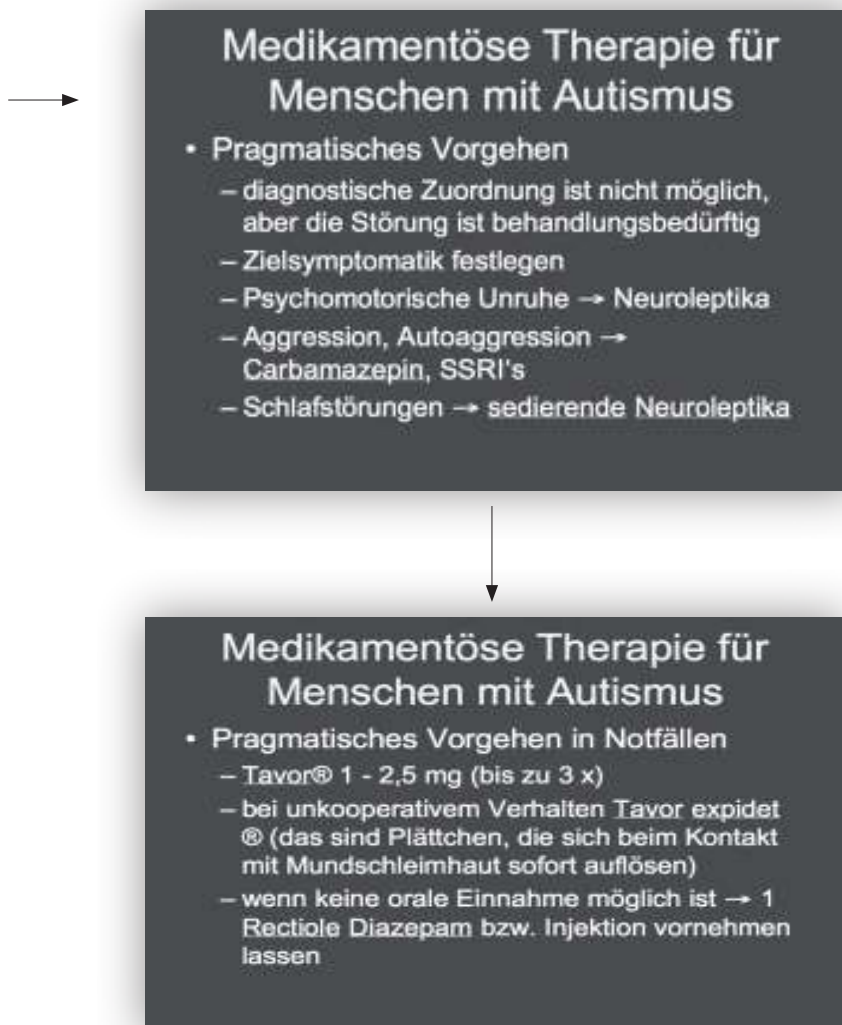 Medikamentöse Therapie für
Menschen mit Autismus
• Pragmatisches Vorgehen
– diagnostische Zuordnung ist nicht möglich,
aber die Störung ist behandlungsbedürftig
– Zielsymptomatik festlegen
– Psychomotorische Unruhe → Neuroleptika
– Aggression, Autoaggression →
Carbamazepin, SSRI's
– Schlafstörungen → sedierende Neuroleptika
Medikamentöse Therapie für
Menschen mit Autismus
• Pragmatisches Vorgehen in Notfällen
– Tavor® 1 - 2,5 mg (bis zu 3 x)
– bei unkooperativem Verhalten Tavor expidet
® (das sind Plättchen, die sich beim Kontakt
mit Mundschleimhaut sofort auflösen)
– wenn keine orale Einnahme möglich ist → 1
Rectiole Diazepam bzw. Injektion vornehmen
lassen